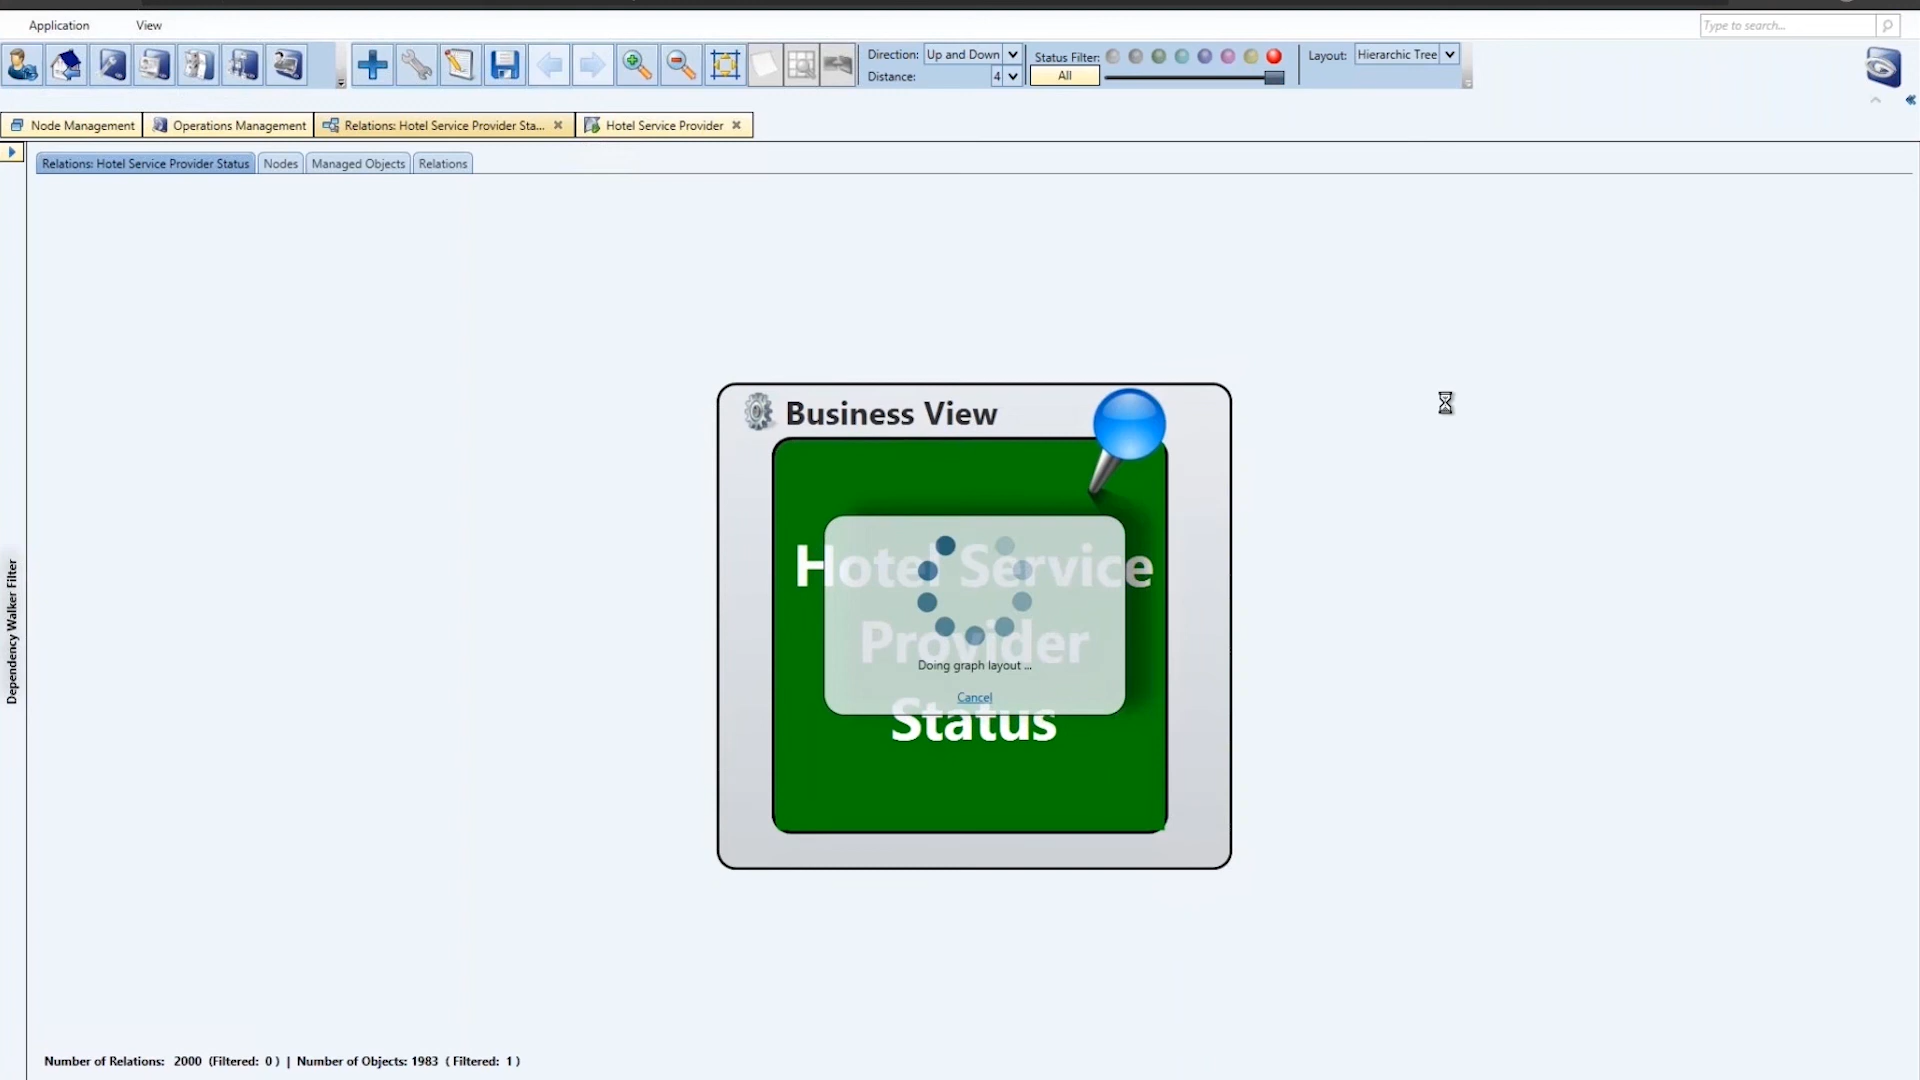 Application View Type to search...
Direction: Up and Down Status Filter: Layout: Hierarchic Tree
Distance: 4 All
Node Management Operations Management Relations: Hotel Service Provider Sta... Hotel Service Provider
Relations: Hotel Service Provider Status Nodes Managed Objects Relations
Dependency Walker Filter
Business View
Hotel Service
Provider
Doing graph layout ...
Cancel
Status
Number of Relations: 2000 (Filtered: 0 ) | Number of Objects: 1983 ( Filtered: 1 )